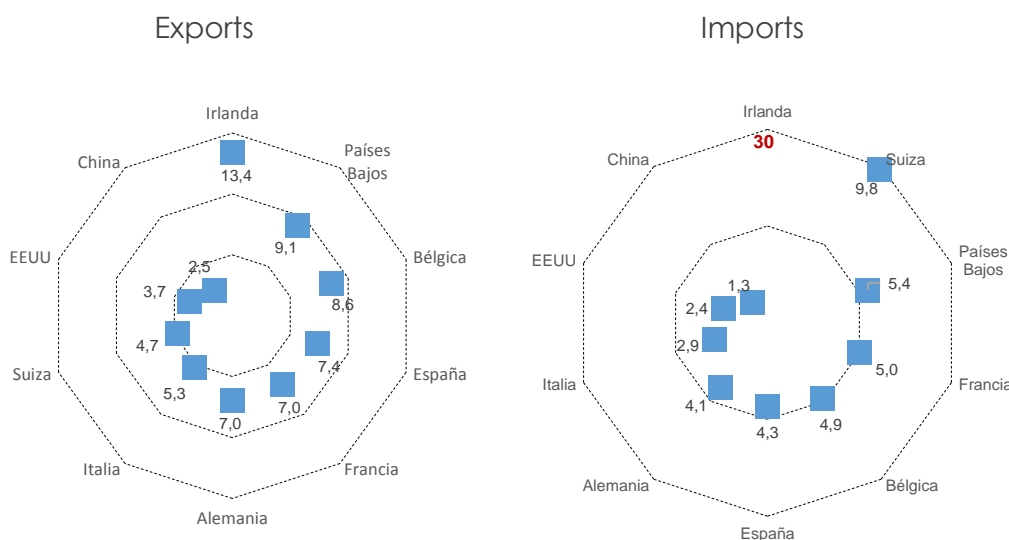 Exports
Irlanda
Países
Bajos
Bélgica
España
Francia
Alemania
Italia
Suiza
EEUU
China
13,4
9,1
8,6
7,4
7,0
7,0
5,3
4,7
3,7
2,5
Imports
Irlanda
Suiza
Países
Bajos
Francia
Bélgica
España
Alemania
Italia
EEUU
China
30
9,8
5,4
5,0
4,9
4,3
4,1
2,9
2,4
1,3